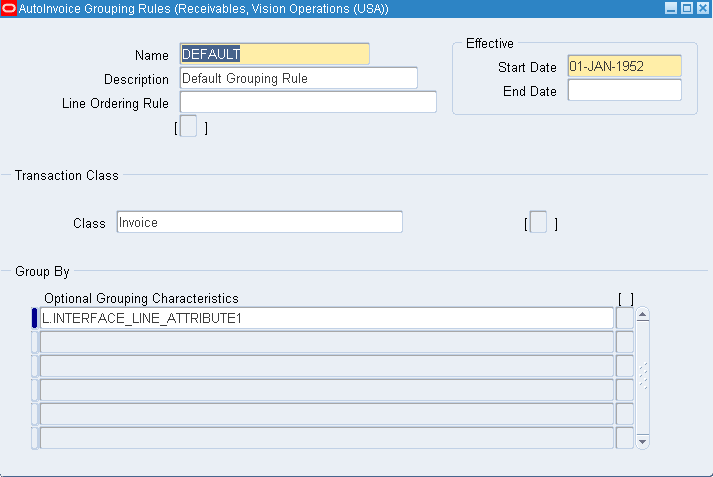 AutoInvoice Grouping Rules (Receivables, Vision Operations (USA))
Name DEFAULT
Description Default Grouping Rule
Line Ordering Rule
[ ]
Effective
Start Date 01-JAN-1952
End Date
Transaction Class
Class Invoice [ ]
Group By
Optional Grouping Characteristics [ ]
L.INTERFACE_LINE_ATTRIBUTE1